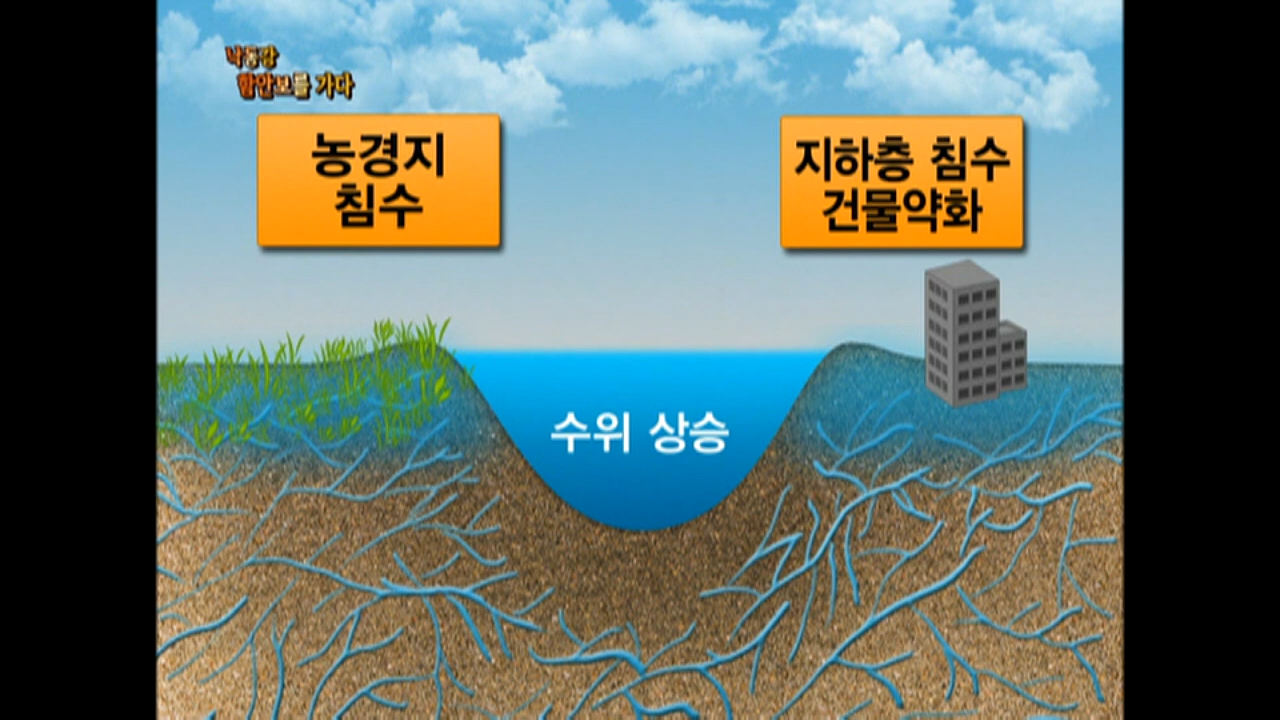 낙동강
함안보를 가다
농경지
침수
지하층 침수
건물약화
수위 상승